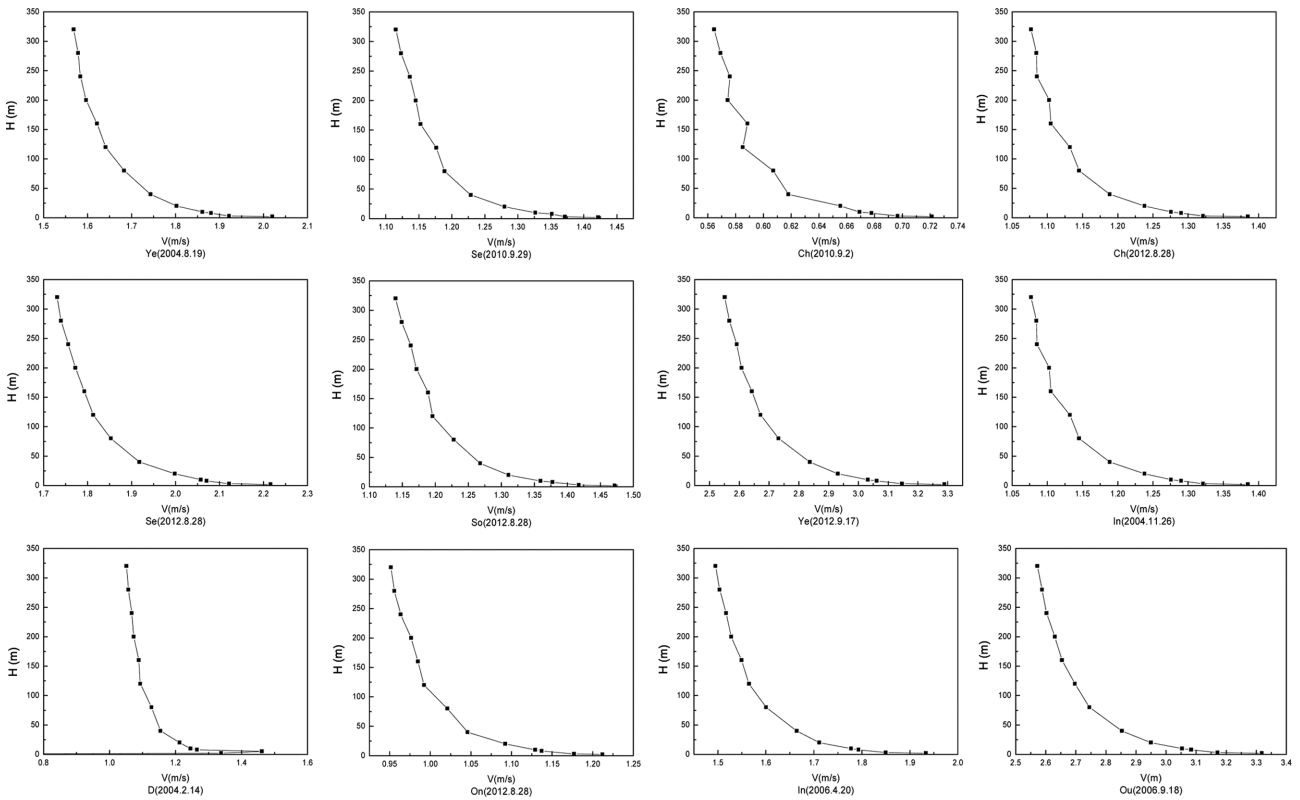 350
300
250
200
150
100
50
0
H (m)
1.5 1.6 1.7 1.8 1.9 2.0 2.1
V(m/s)
Ye(2004.8.19)
350
300
250
200
150
100
50
0
H (m)
1.10 1.15 1.20 1.25 1.30 1.35 1.40 1.45
V(m/s)
Se(2010.9.29)
350
300
250
200
150
100
50
0
H (m)
0.56 0.58 0.60 0.62 0.64 0.66 0.68 0.70 0.72 0.74
V(m/s)
Ch(2010.9.2)
350
300
250
200
150
100
50
0
H (m)
1.05 1.10 1.15 1.20 1.25 1.30 1.35 1.40
V(m/s)
Ch(2012.8.28)
350
300
250
200
150
100
50
0
H (m)
1.7 1.8 1.9 2.0 2.1 2.2 2.3
V(m/s)
Se(2012.8.28)
350
300
250
200
150
100
50
0
H (m)
1.10 1.15 1.20 1.25 1.30 1.35 1.40 1.45 1.50
V(m/s)
So(2012.8.28)
350
300
250
200
150
100
50
0
H (m)
2.5 2.6 2.7 2.8 2.9 3.0 3.1 3.2 3.3
V(m/s)
Ye(2012.9.17)
350
300
250
200
150
100
50
0
H (m)
1.05 1.10 1.15 1.20 1.25 1.30 1.35 1.40
V(m/s)
In(2004.11.26)
350
300
250
200
150
100
50
0
H (m)
0.8 1.0 1.2 1.4 1.6
V(m/s)
D(2004.2.14)
350
300
250
200
150
100
50
0
H (m)
0.95 1.00 1.05 1.10 1.15 1.20 1.25
V(m/s)
On(2012.8.28)
350
300
250
200
150
100
50
0
H (m)
1.5 1.6 1.7 1.8 1.9 2.0
V(m/s)
In(2006.4.20)
350
300
250
200
150
100
50
0
H (m)
2.5 2.6 2.7 2.8 2.9 3.0 3.1 3.2 3.3 3.4
V(m)
Ou(2006.9.18)